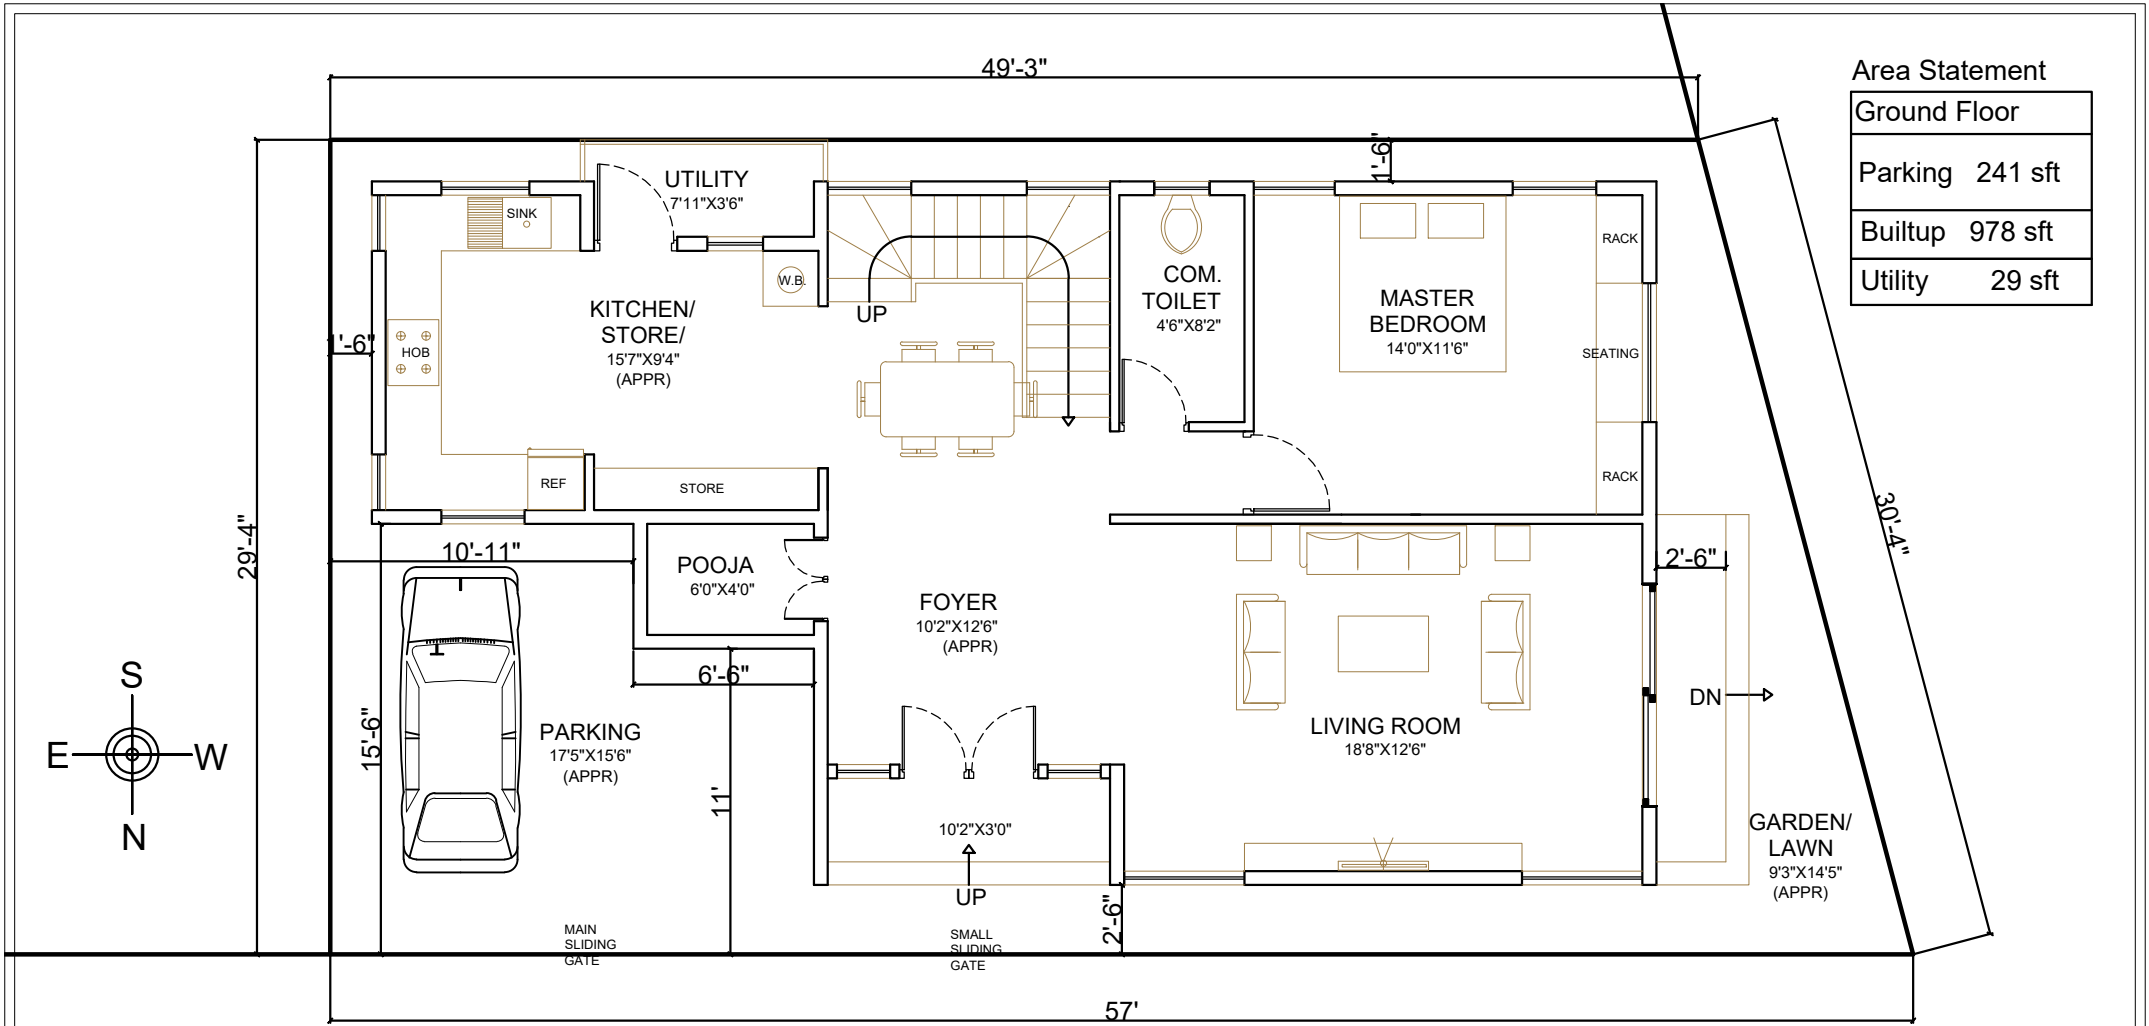 49'-3"
Area Statement
Ground Floor
Parking 241 sft
Builtup 978 sft
Utility 29 sft
1'-6"
UTILITY
7'11"X3'6"
SINK
W.B.
KITCHEN/
STORE/
15'7"X9'4"
(APPR)
HOB
1'-6"
REF
STORE
UP
COM.
TOILET
4'6"X8'2"
MASTER
BEDROOM
14'0"X11'6"
RACK
SEATING
RACK
29'-4"
30'-4"
10'-11"
POOJA
6'0"X4'0"
6'-6"
FOYER
10'2"X12'6"
(APPR)
2'-6"
DN
LIVING ROOM
18'8"X12'6"
PARKING
17'5"X15'6"
(APPR)
15'-6"
11'
S
E
W
N
10'2"X3'0"
UP
2'-6"
GARDEN/
LAWN
9'3"X14'5"
(APPR)
MAIN
SLIDING
GATE
SMALL
SLIDING
GATE
57'